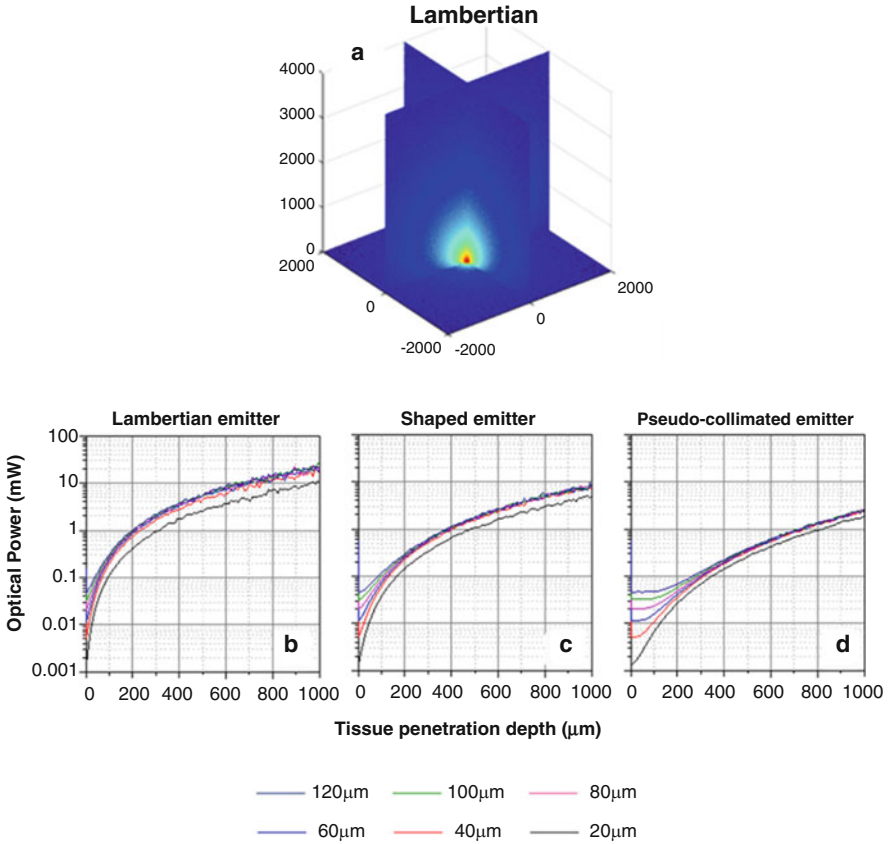 Lambertian
a
4000
3000
2000
1000
0
2000
0
-2000
-2000
0
2000
Lambertian emitter
Shaped emitter
Pseudo-collimated emitter
Optical Power (mW)
100
10
1
0.1
0.01
0.001
b
c
d
0 200 400 600 800 1000
0 200 400 600 800 1000
0 200 400 600 800 1000
Tissue penetration depth (μm)
120μm 100μm 80μm
60μm 40μm 20μm